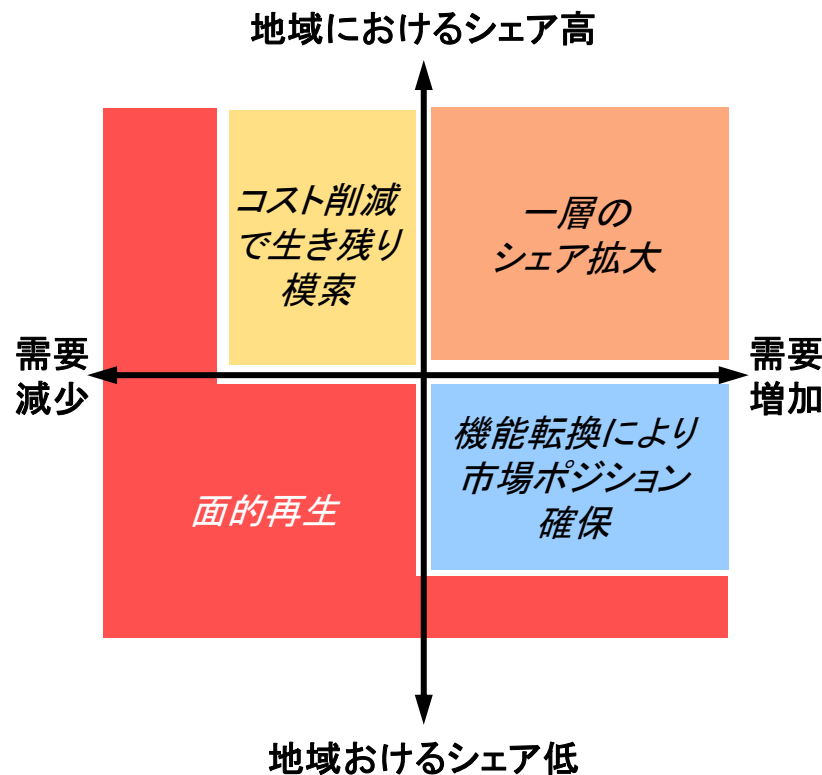 地域におけるシェア高
コスト削減
で生き残り
模索
一層の
シェア拡大
需要
減少
需要
増加
機能転換により
市場ポジション
確保
面的再生
地域おけるシェア低